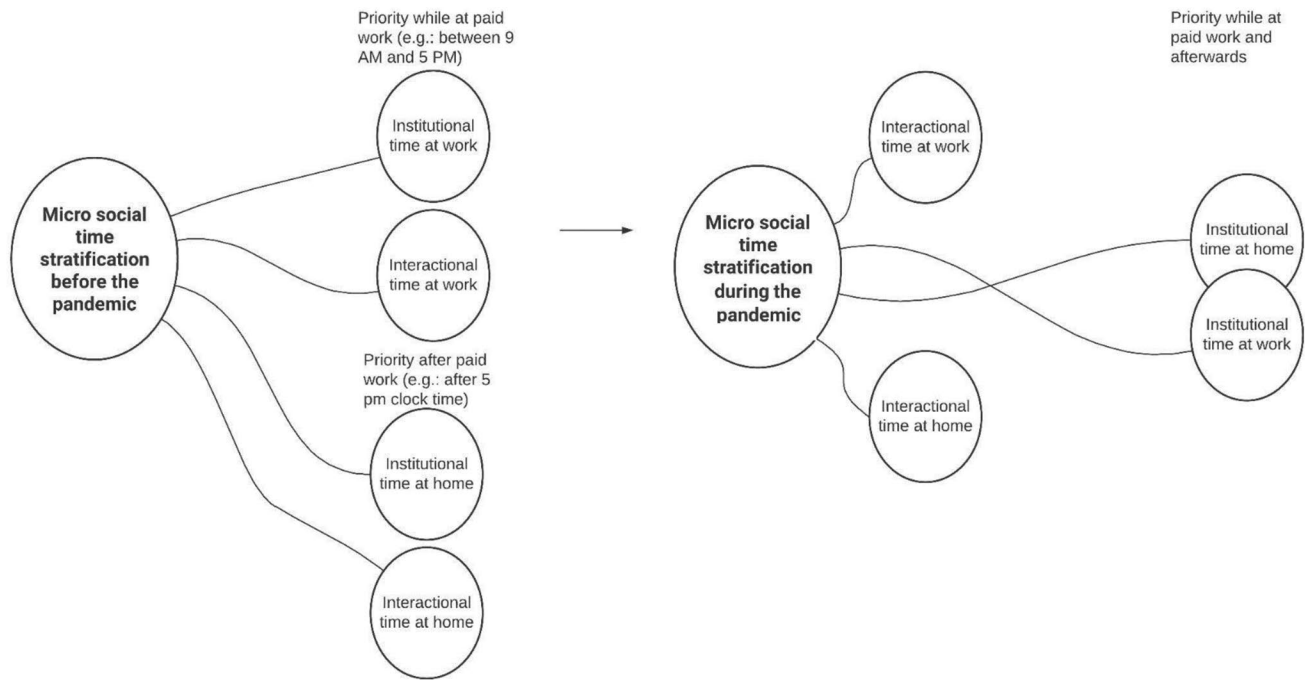 Priority while at paid
work (e.g.: between 9
AM and 5 PM)
Institutional
time at work
Micro social
time
stratification
before the
pandemic
Interactional
time at work
Priority after paid
work (e.g.: after 5
pm clock time)
Institutional
time at home
Interactional
time at home
Priority while at
paid work and
afterwards
Interactional
time at work
Micro social
time
stratification
during the
pandemic
Institutional
time at home
Institutional
time at work
Interactional
time at home